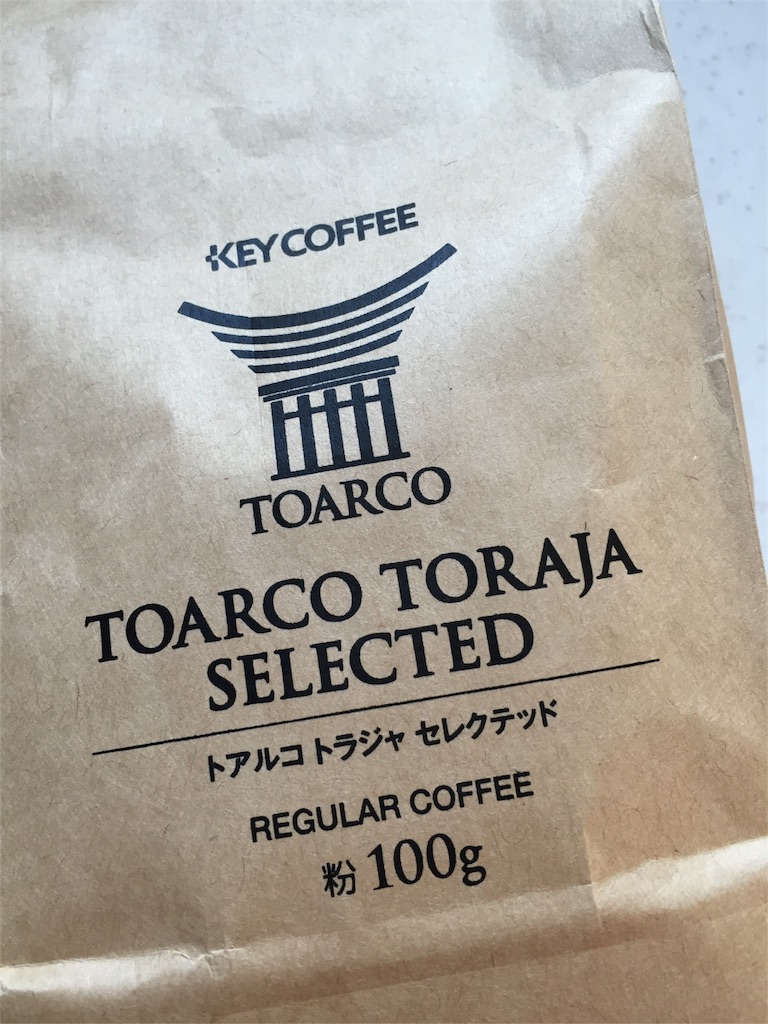 KEY COFFEE
TOARCO
TOARCO TORAJA
SELECTED
トアルコ トラジャ セレクテッド
REGULAR COFFEE
粉 100g